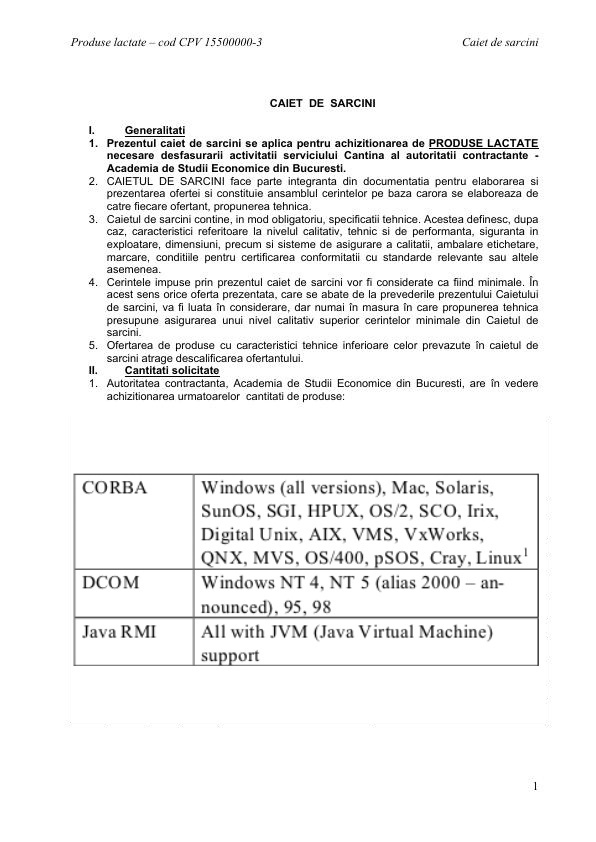 Produse lactate – cod CPV 15500000-3 Caiet de sarcini
CAIET DE SARCINI
I. Generalitati
1. Prezentul caiet de sarcini se aplica pentru achizitionarea de PRODUSE LACTATE
necesare desfasurarii activitatii serviciului Cantina al autoritatii contractante -
Academia de Studii Economice din Bucuresti.
2. CAIETUL DE SARCINI face parte integranta din documentatia pentru elaborarea si
prezentarea ofertei si constituie ansamblul cerintelor pe baza carora se elaboreaza de
catre fiecare ofertant, propunerea tehnica.
3. Caietul de sarcini contine, in mod obligatoriu, specificatii tehnice. Acestea definesc, dupa
caz, caracteristici referitoare la nivelul calitativ, tehnic si de performanta, siguranta in
exploatare, dimensiuni, precum si sisteme de asigurare a calitatii, ambalare etichetare,
marcare, conditiile pentru certificarea conformitatii cu standarde relevante sau altele
asemenea.
4. Cerintele impuse prin prezentul caiet de sarcini vor fi considerate ca fiind minimale. În
acest sens orice oferta prezentata, care se abate de la prevederile prezentului Caietului
de sarcini, va fi luata în considerare, dar numai în masura în care propunerea tehnica
presupune asigurarea unui nivel calitativ superior cerintelor minimale din Caietul de
sarcini.
5. Ofertarea de produse cu caracteristici tehnice inferioare celor prevazute în caietul de
sarcini atrage descalificarea ofertantului.
II. Cantitati solicitate
1. Autoritatea contractanta, Academia de Studii Economice din Bucuresti, are în vedere
achizitionarea urmatoarelor cantitati de produse:
CORBA Windows (all versions), Mac, Solaris,
SunOS, SGI, HPUX, OS/2, SCO, Irix,
Digital Unix, AIX, VMS, VxWorks,
QNX, MVS, OS/400, pSOS, Cray, Linux1
DCOM Windows NT 4, NT 5 (alias 2000 – an-
nounced), 95, 98
Java RMI All with JVM (Java Virtual Machine)
support
1